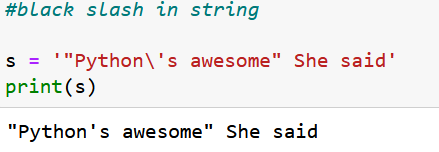 #black slash in string
s = '"Python\'s awesome" She said'
print(s)
"Python's awesome" She said